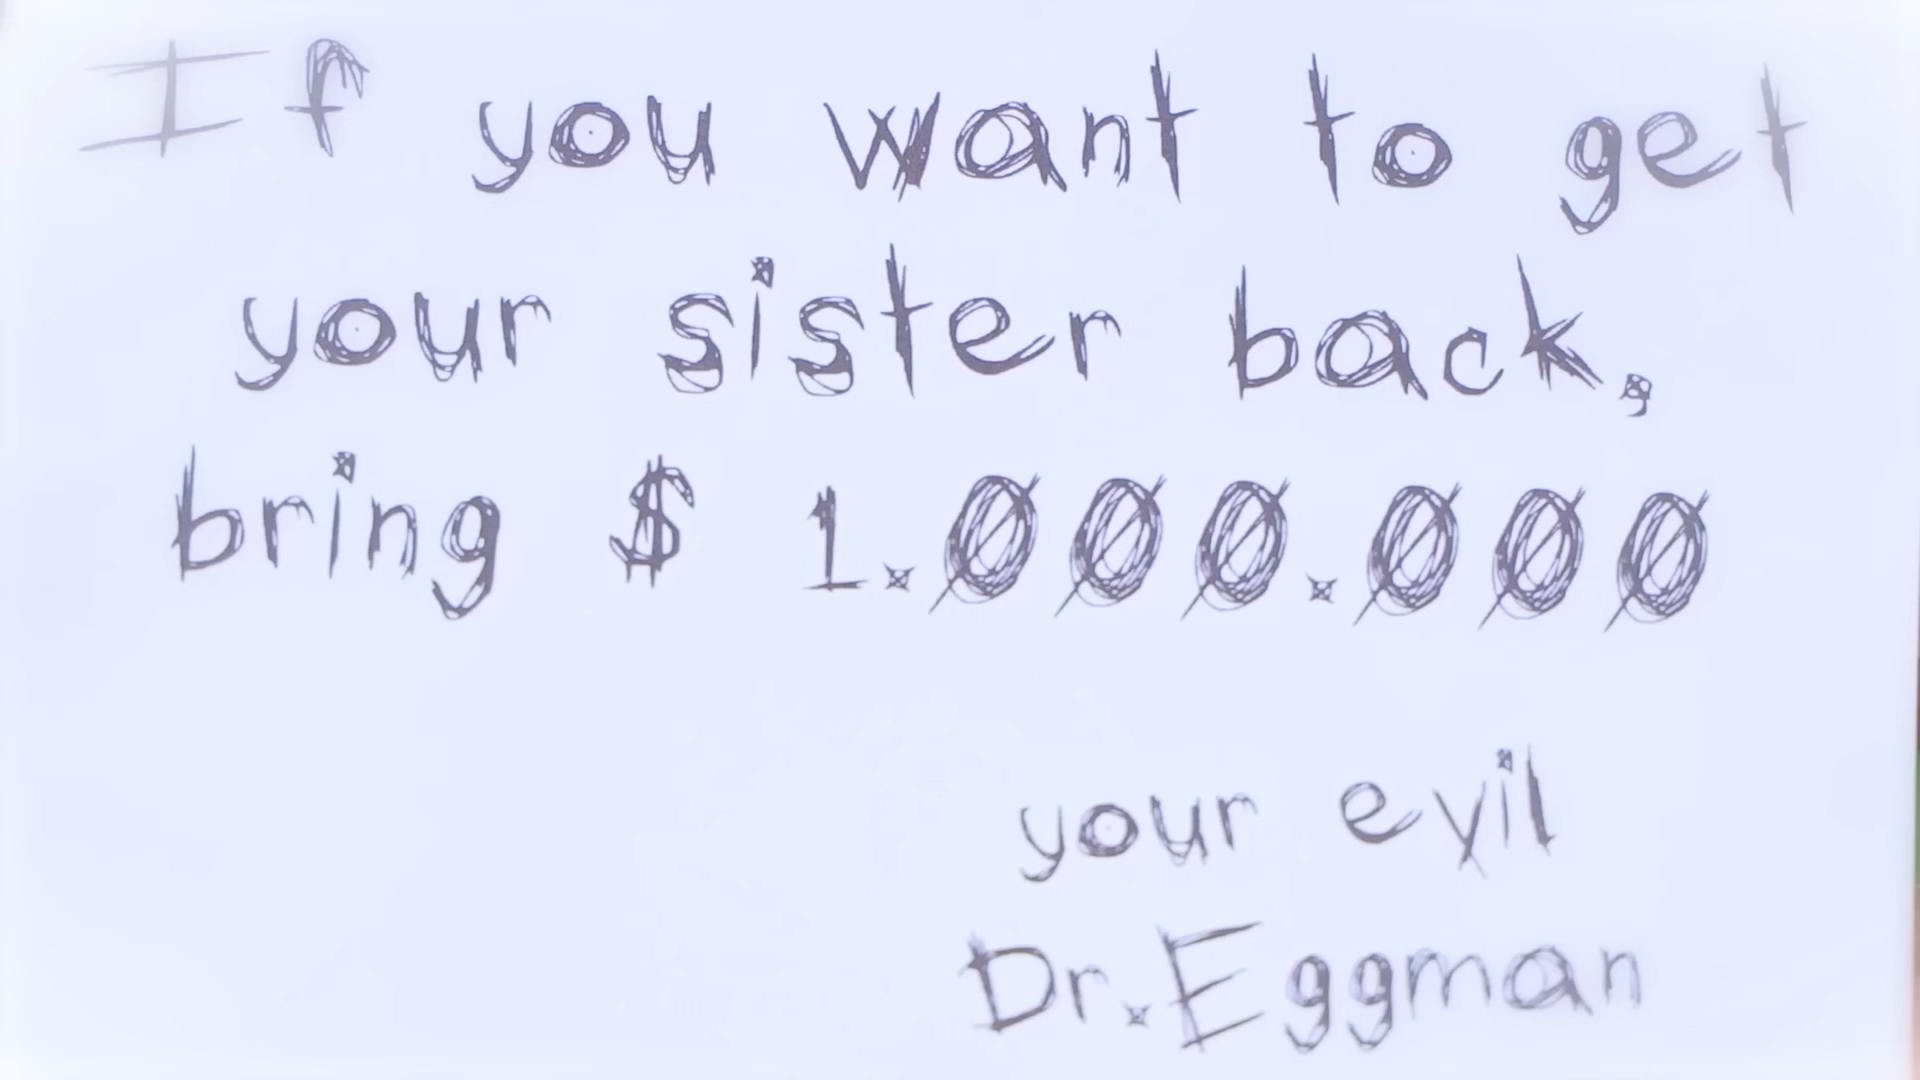 If you want to get
your sister back,
bring $ 1.000.000
your evil
Dr.Eggman